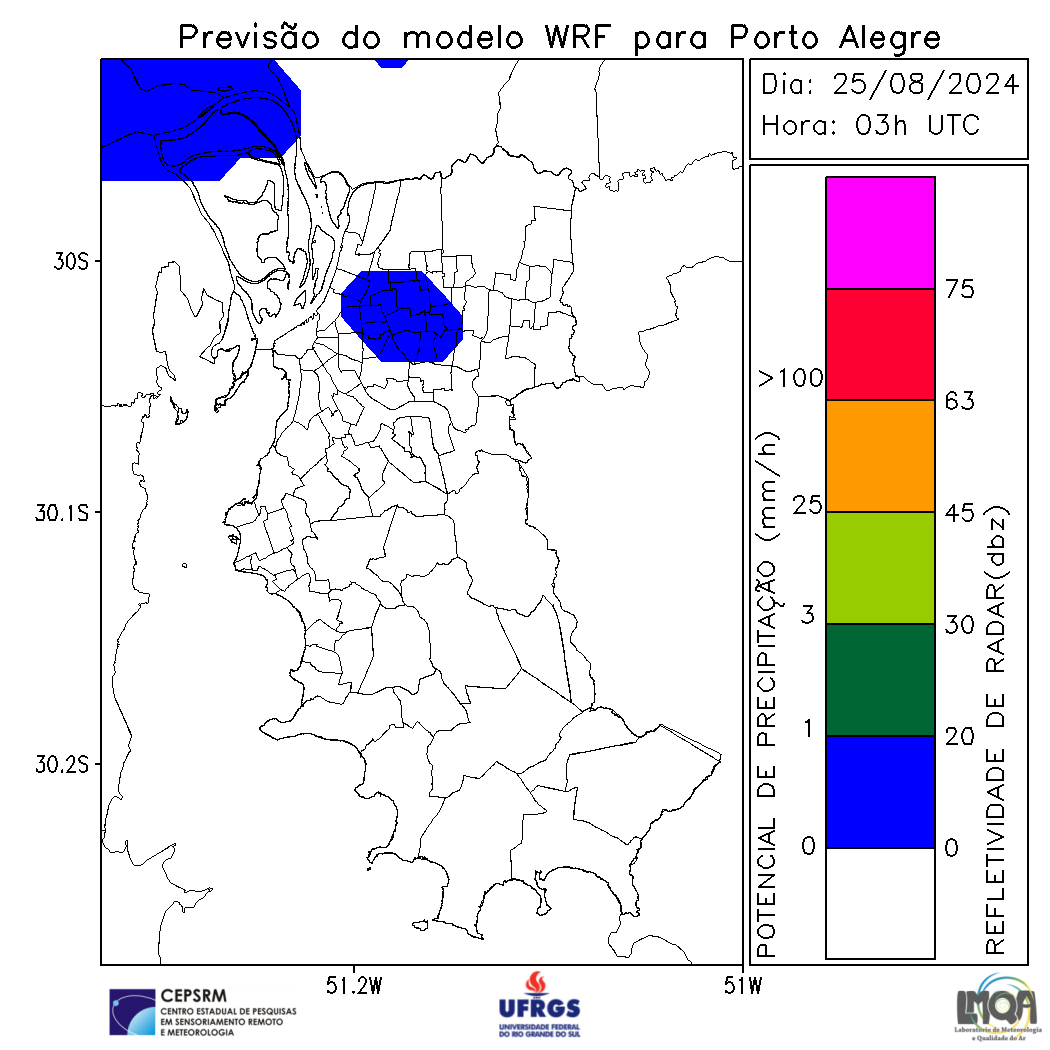 Previsão do modelo WRF para Porto Alegre
Dia: 25/08/2024
Hora: 03h UTC
30S
30.1S
30.2S
51.2W
51W
POTENCIAL DE PRECIPITAÇÃO (mm/h)
>100
25
3
1
0
75
63
45
30
20
0
REFLETIVIDADE DE RADAR(dbz)
CEPSRM
CENTRO ESTADUAL DE PESQUISAS
EM SENSORIAMENTO REMOTO
E METEOROLOGIA
UFRGS
UNIVERSIDADE FEDERAL
DO RIO GRANDE DO SUL
LMQA
Laboratório de Meteorologia
e Qualidade do Ar